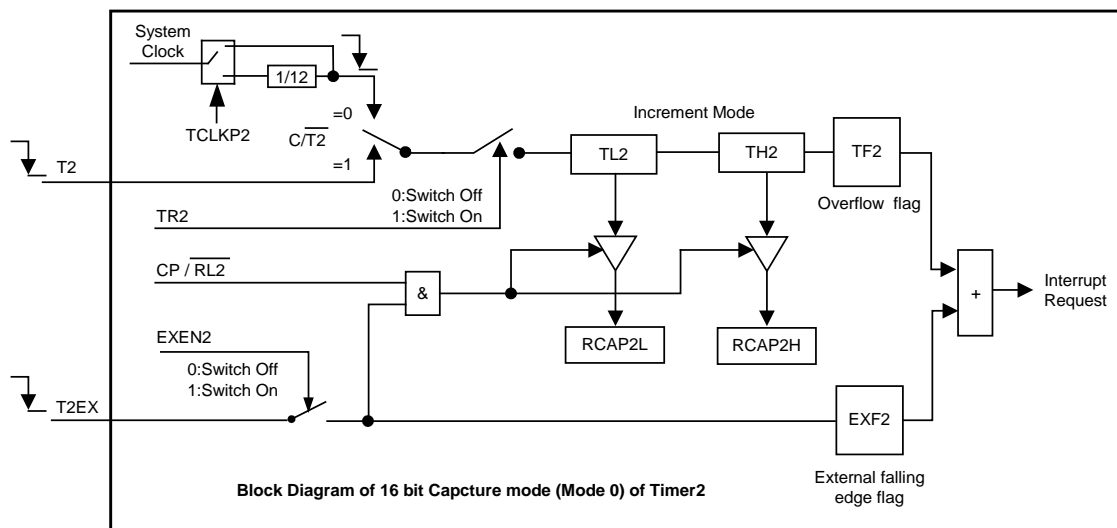 System
Clock
1/12
TCLKP2
=0
C/T2
=1
T2
Increment Mode
TL2
TH2
TF2
Overflow flag
0:Switch Off
1:Switch On
TR2
CP / RL2
&
+
Interrupt
Request
RCAP2L
RCAP2H
EXEN2
0:Switch Off
1:Switch On
T2EX
EXF2
External falling
edge flag
Block Diagram of 16 bit Capcture mode (Mode 0) of Timer2